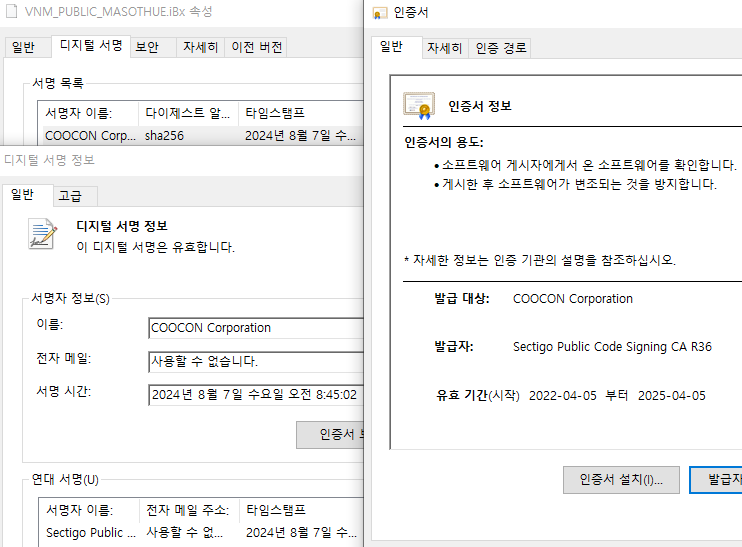 VNM_PUBLIC_MASOTHUE.iBx 속성
일반 디지털 서명 보안 자세히 이전 버전
서명 목록
서명자 이름: 다이제스트 알... 타임스탬프
COOCON Corp... sha256 2024년 8월 7일 수...
디지털 서명 정보
일반 고급
디지털 서명 정보
이 디지털 서명은 유효합니다.
서명자 정보(S)
이름: COOCON Corporation
전자 메일: 사용할 수 없습니다.
서명 시간: 2024년 8월 7일 수요일 오전 8:45:02
인증서 보
연대 서명(U)
서명자 이름: 전자 메일 주소: 타임스탬프
Sectigo Public ... 사용할 수 없... 2024년 8월 7일 수...
인증서
일반 자세히 인증 경로
인증서 정보
인증서의 용도:
• 소프트웨어 게시자에게서 온 소프트웨어를 확인합니다.
• 게시한 후 소프트웨어가 변조되는 것을 방지합니다.
* 자세한 정보는 인증 기관의 설명을 참조하십시오.
발급 대상: COOCON Corporation
발급자: Sectigo Public Code Signing CA R36
유효 기간(시작) 2022-04-05 부터 2025-04-05
인증서 설치(I)... 발급자